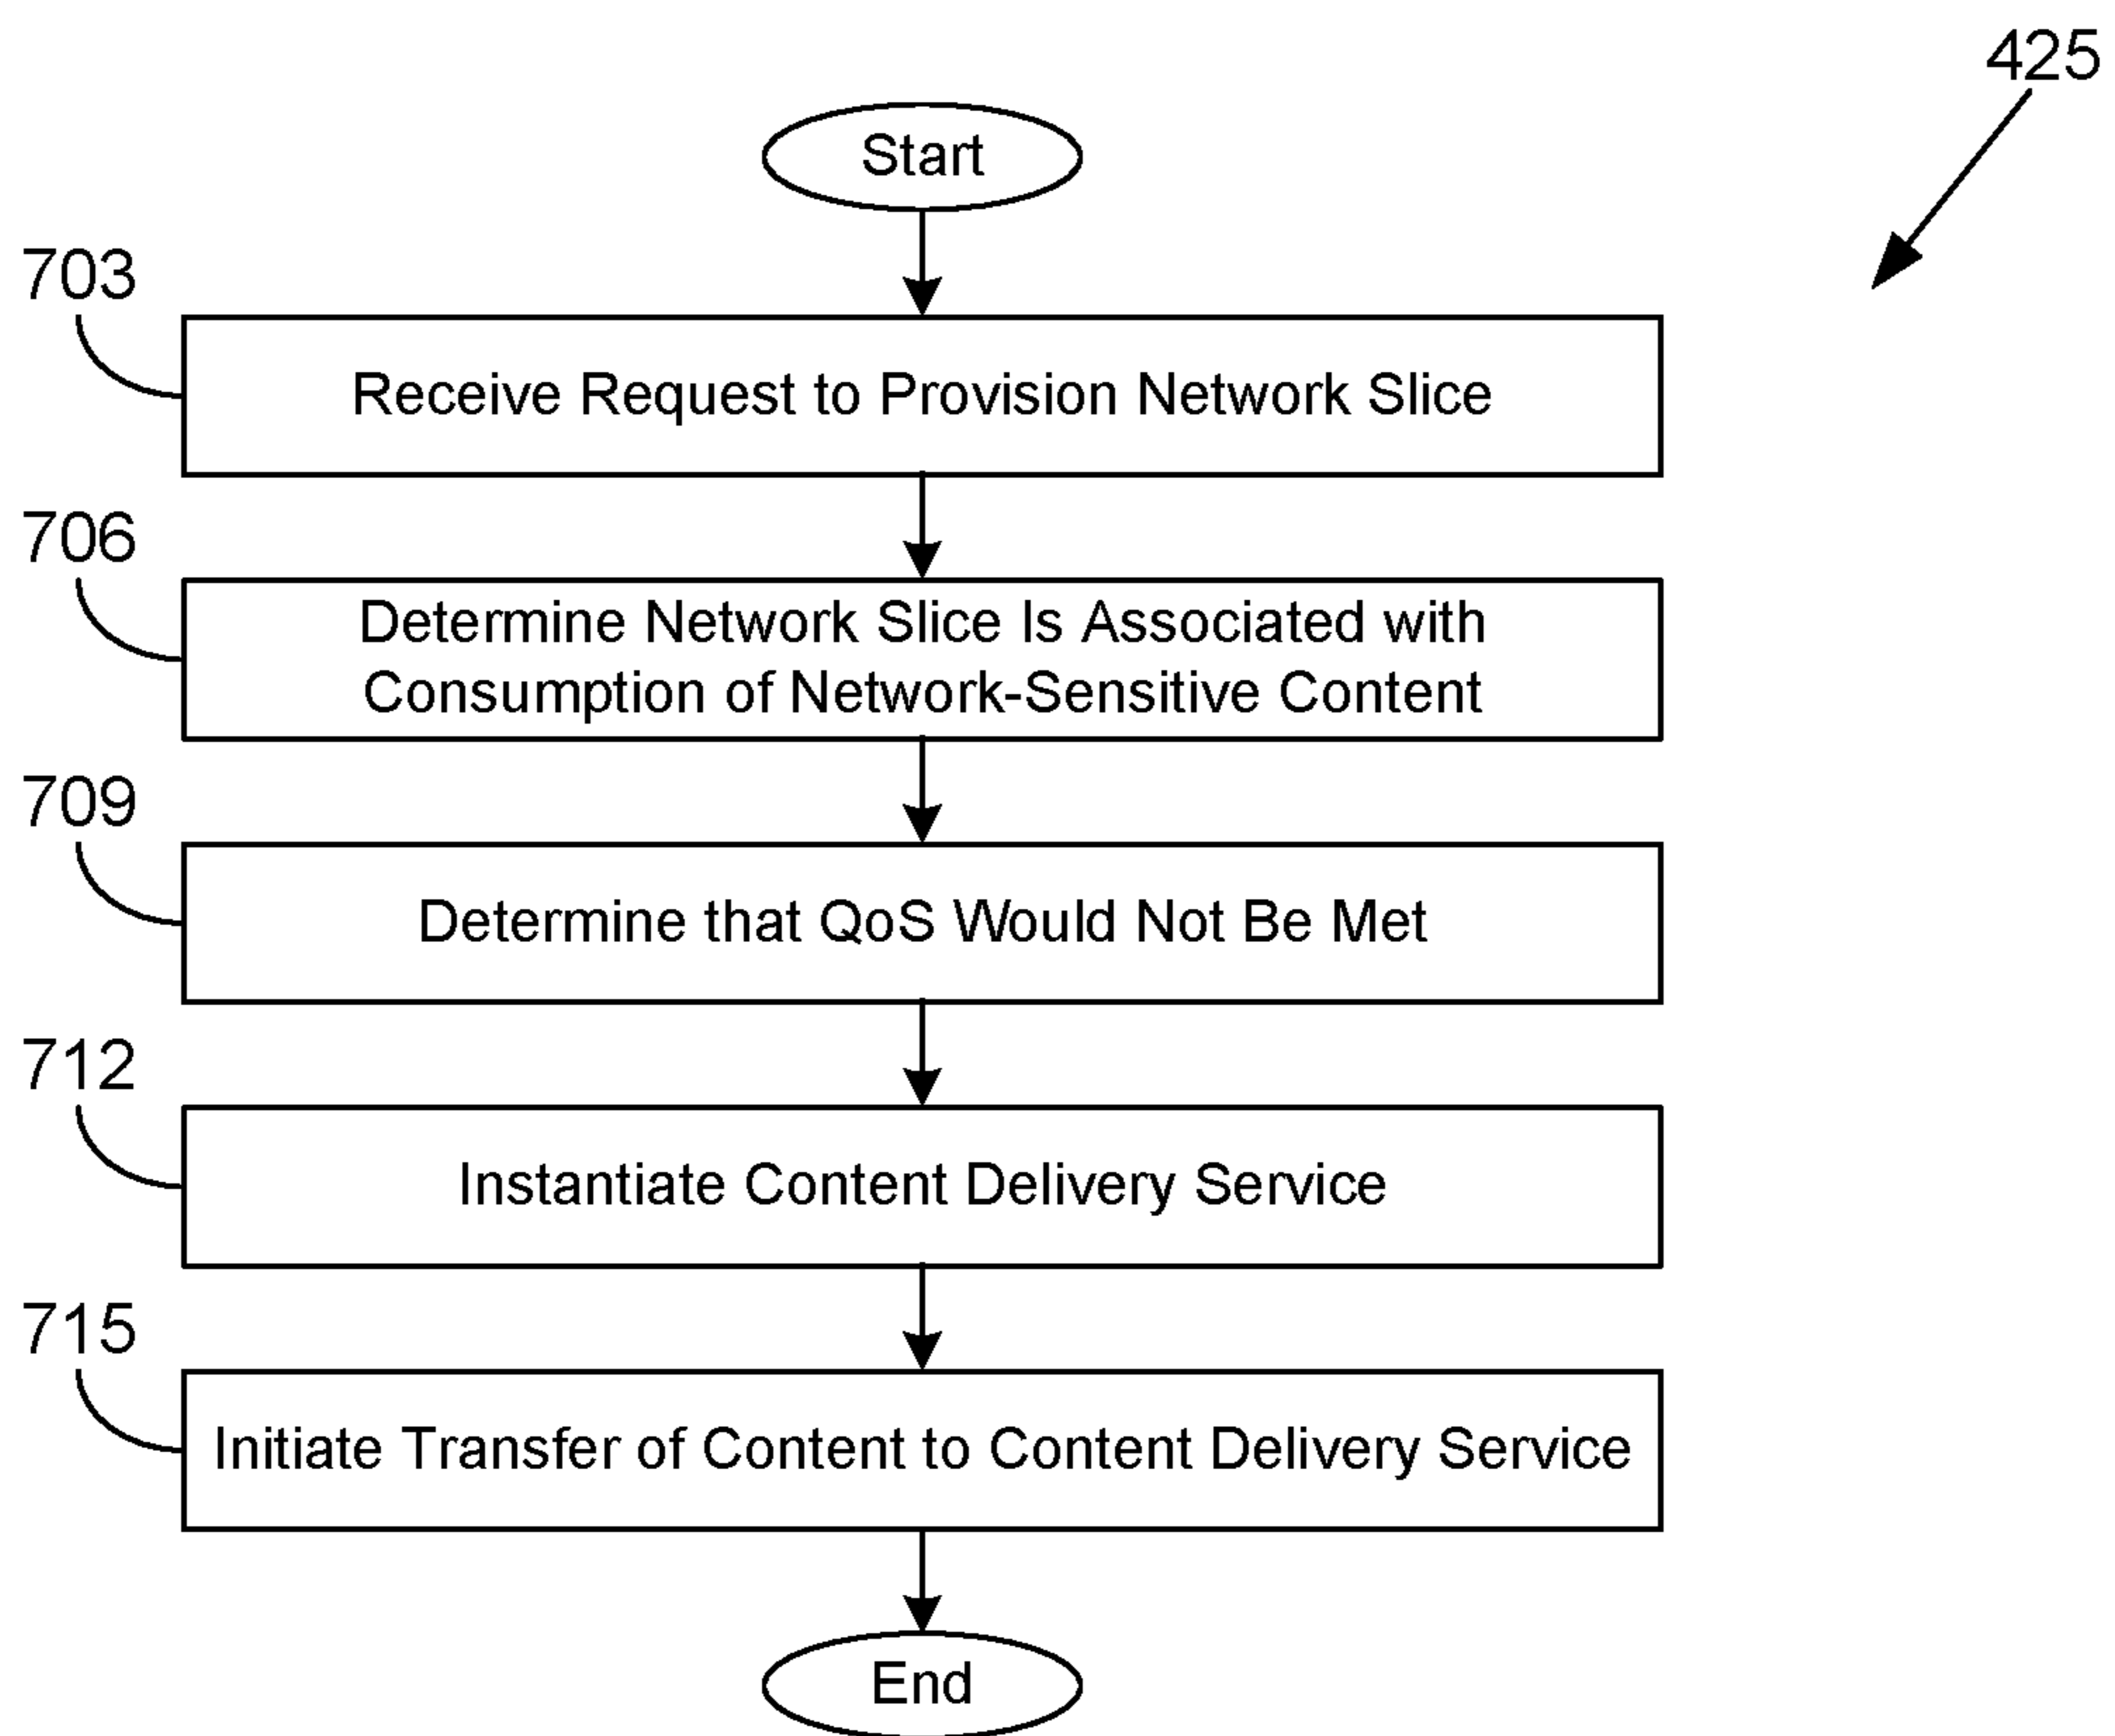 425
Start
703
Receive Request to Provision Network Slice
706
Determine Network Slice Is Associated with
Consumption of Network-Sensitive Content
709
Determine that QoS Would Not Be Met
712
Instantiate Content Delivery Service
715
Initiate Transfer of Content to Content Delivery Service
End